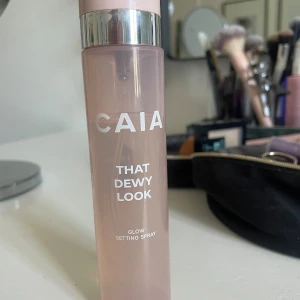 CAIA
THAT
DEWY
LOOK
GLOW
SETTING SPRAY